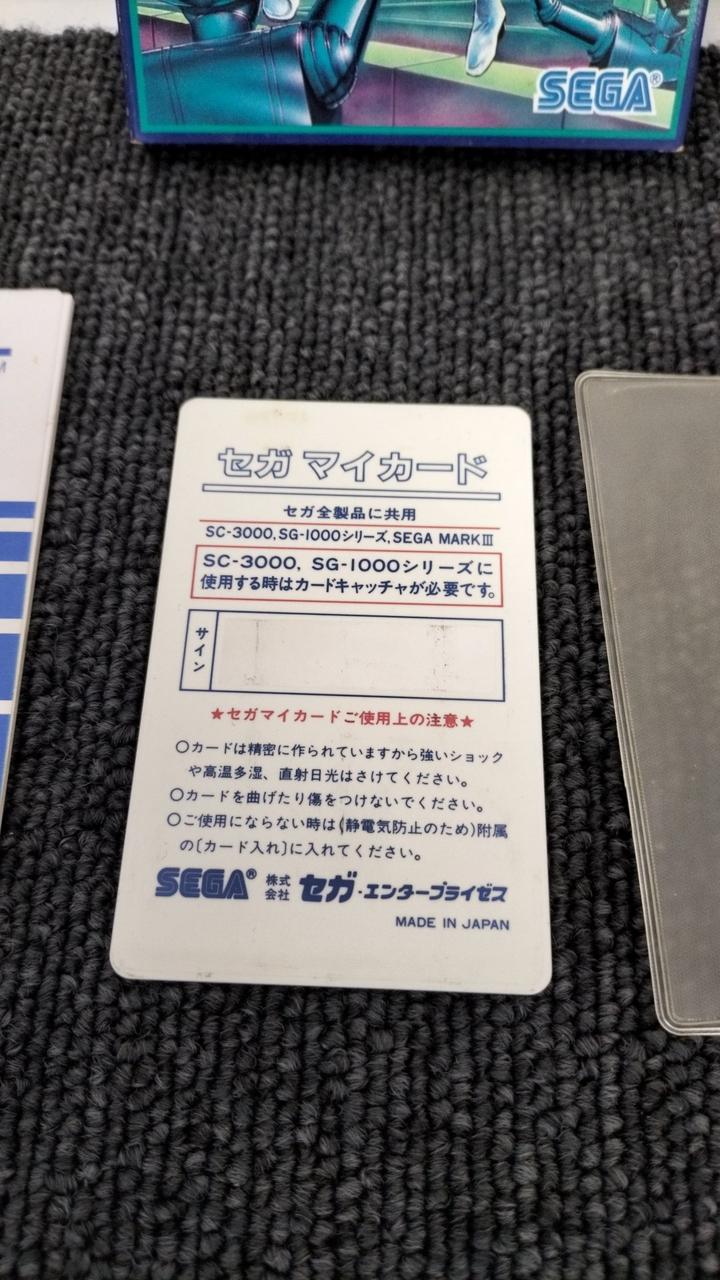 SEGA®
M
セガ マイカード
セガ全製品に共用
SC-3000,SG-1000シリーズ,SEGA MARKⅢ
SC-3000, SG-1000シリーズに
使用する時はカードキャッチャが必要です。
サイン
★セガマイカードご使用上の注意★
○カードは精密に作られていますから強いショック
や高温多湿、直射日光はさけてください。
○カードを曲げたり傷をつけないでください。
○ご使用にならない時は(静電気防止のため)附属
の〔カード入れ〕に入れてください。
SEGA® 株式会社 セガ・エンタープライゼス
MADE IN JAPAN